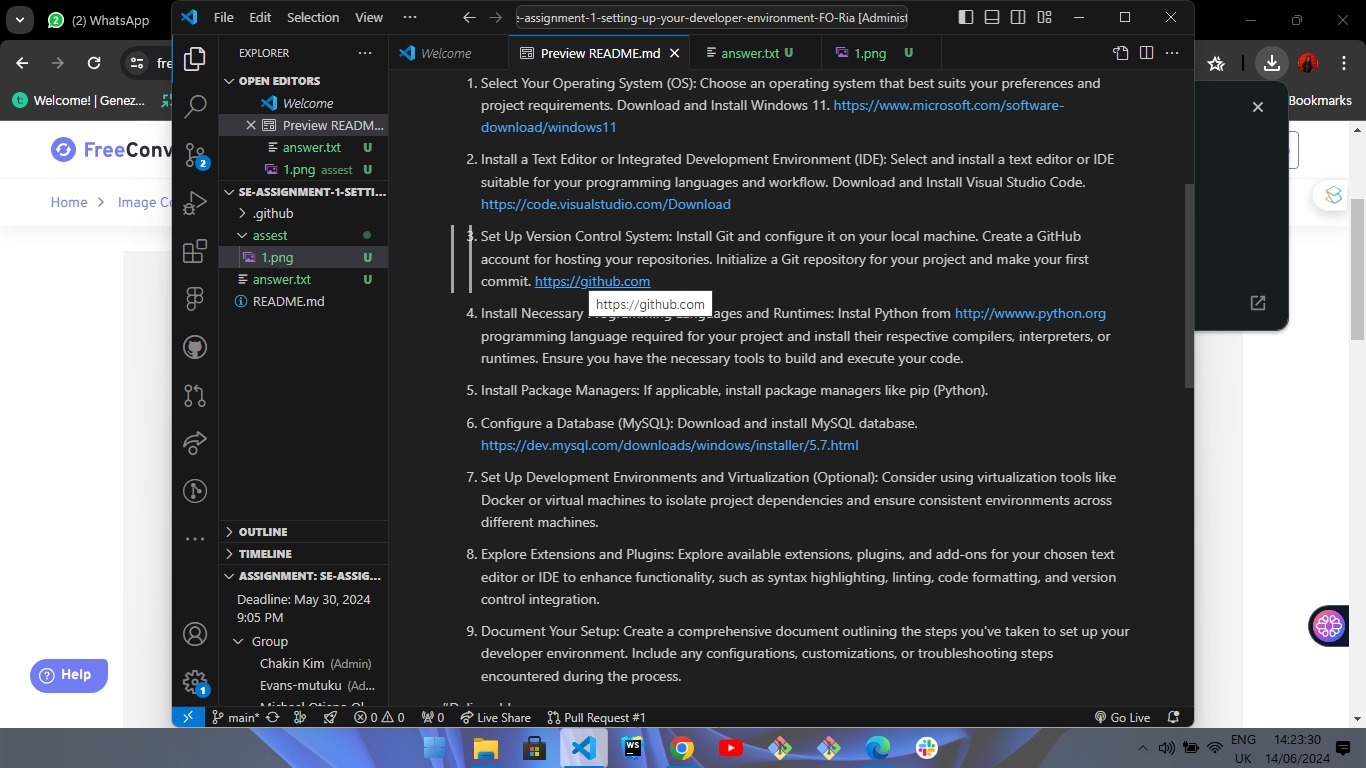 (2) WhatsApp
File Edit Selection View ···
e-assignment-1-setting-up-your-developer-environment-FO-Ria [Administ
fre
Welcome! | Genez...
Bookmarks
FreeConv
Home > Image Co
Help
EXPLORER
OPEN EDITORS
Welcome
Preview READM...
answer.txt U
1.png assest U
SE-ASSIGNMENT-1-SETTI...
.github
assest
1.png U
answer.txt U
README.md
OUTLINE
TIMELINE
ASSIGNMENT: SE-ASSIG...
Deadline: May 30, 2024
9:05 PM
Group
Chakin Kim (Admin)
Evans-mutuku (Ad...
2
1
Welcome
Preview README.md
answer.txt U
1.png U
1. Select Your Operating System (OS): Choose an operating system that best suits your preferences and
project requirements. Download and Install Windows 11. https://www.microsoft.com/software-
download/windows11
2. Install a Text Editor or Integrated Development Environment (IDE): Select and install a text editor or IDE
suitable for your programming languages and workflow. Download and Install Visual Studio Code.
https://code.visualstudio.com/Download
3. Set Up Version Control System: Install Git and configure it on your local machine. Create a GitHub
account for hosting your repositories. Initialize a Git repository for your project and make your first
commit. https://github.com
https://github.com
4. Install Necessary Programming Languages and Runtimes: Instal Python from http://wwww.python.org
programming language required for your project and install their respective compilers, interpreters, or
runtimes. Ensure you have the necessary tools to build and execute your code.
5. Install Package Managers: If applicable, install package managers like pip (Python).
6. Configure a Database (MySQL): Download and install MySQL database.
https://dev.mysql.com/downloads/windows/installer/5.7.html
7. Set Up Development Environments and Virtualization (Optional): Consider using virtualization tools like
Docker or virtual machines to isolate project dependencies and ensure consistent environments across
different machines.
8. Explore Extensions and Plugins: Explore available extensions, plugins, and add-ons for your chosen text
editor or IDE to enhance functionality, such as syntax highlighting, linting, code formatting, and version
control integration.
9. Document Your Setup: Create a comprehensive document outlining the steps you've taken to set up your
developer environment. Include any configurations, customizations, or troubleshooting steps
encountered during the process.
main* 0 0 0 Live Share Pull Request #1 Go Live
WS
ENG
UK
14:23:30
14/06/2024